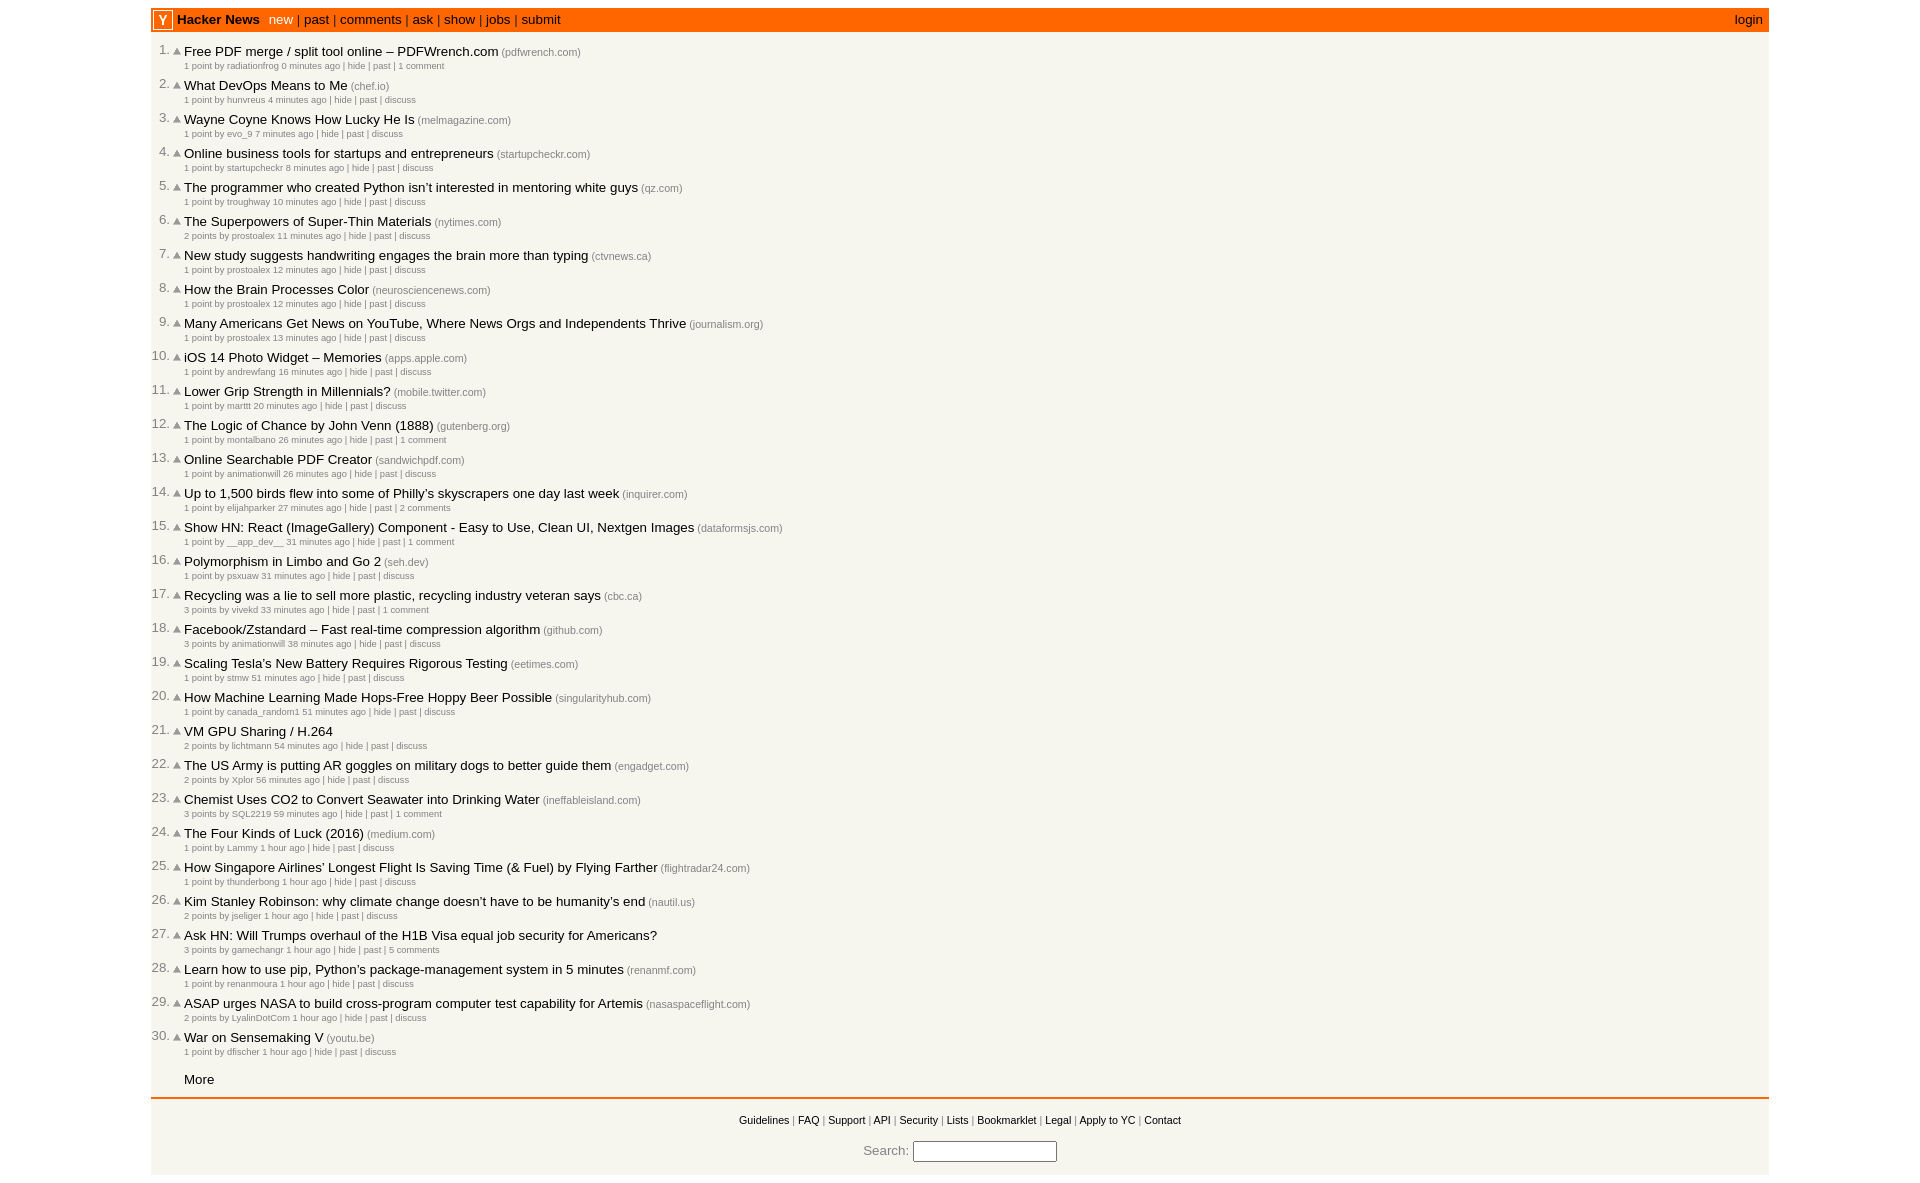 Y Hacker News new | past | comments | ask | show | jobs | submit login
1. Free PDF merge / split tool online – PDFWrench.com (pdfwrench.com)
1 point by radiationfrog 0 minutes ago | hide | past | 1 comment
2. What DevOps Means to Me (chef.io)
1 point by hunvreus 4 minutes ago | hide | past | discuss
3. Wayne Coyne Knows How Lucky He Is (melmagazine.com)
1 point by evo_9 7 minutes ago | hide | past | discuss
4. Online business tools for startups and entrepreneurs (startupcheckr.com)
1 point by startupcheckr 8 minutes ago | hide | past | discuss
5. The programmer who created Python isn’t interested in mentoring white guys (qz.com)
1 point by troughway 10 minutes ago | hide | past | discuss
6. The Superpowers of Super-Thin Materials (nytimes.com)
2 points by prostoalex 11 minutes ago | hide | past | discuss
7. New study suggests handwriting engages the brain more than typing (ctvnews.ca)
1 point by prostoalex 12 minutes ago | hide | past | discuss
8. How the Brain Processes Color (neurosciencenews.com)
1 point by prostoalex 12 minutes ago | hide | past | discuss
9. Many Americans Get News on YouTube, Where News Orgs and Independents Thrive (journalism.org)
1 point by prostoalex 13 minutes ago | hide | past | discuss
10. iOS 14 Photo Widget – Memories (apps.apple.com)
1 point by andrewfang 16 minutes ago | hide | past | discuss
11. Lower Grip Strength in Millennials? (mobile.twitter.com)
1 point by marttt 20 minutes ago | hide | past | discuss
12. The Logic of Chance by John Venn (1888) (gutenberg.org)
1 point by montalbano 26 minutes ago | hide | past | 1 comment
13. Online Searchable PDF Creator (sandwichpdf.com)
1 point by animationwill 26 minutes ago | hide | past | discuss
14. Up to 1,500 birds flew into some of Philly’s skyscrapers one day last week (inquirer.com)
1 point by elijahparker 27 minutes ago | hide | past | 2 comments
15. Show HN: React (ImageGallery) Component - Easy to Use, Clean UI, Nextgen Images (dataformsjs.com)
1 point by __app_dev__ 31 minutes ago | hide | past | 1 comment
16. Polymorphism in Limbo and Go 2 (seh.dev)
1 point by psxuaw 31 minutes ago | hide | past | discuss
17. Recycling was a lie to sell more plastic, recycling industry veteran says (cbc.ca)
3 points by vivekd 33 minutes ago | hide | past | 1 comment
18. Facebook/Zstandard – Fast real-time compression algorithm (github.com)
3 points by animationwill 38 minutes ago | hide | past | discuss
19. Scaling Tesla’s New Battery Requires Rigorous Testing (eetimes.com)
1 point by stmw 51 minutes ago | hide | past | discuss
20. How Machine Learning Made Hops-Free Hoppy Beer Possible (singularityhub.com)
1 point by canada_random1 51 minutes ago | hide | past | discuss
21. VM GPU Sharing / H.264
2 points by lichtmann 54 minutes ago | hide | past | discuss
22. The US Army is putting AR goggles on military dogs to better guide them (engadget.com)
2 points by Xplor 56 minutes ago | hide | past | discuss
23. Chemist Uses CO2 to Convert Seawater into Drinking Water (ineffableisland.com)
3 points by SQL2219 59 minutes ago | hide | past | 1 comment
24. The Four Kinds of Luck (2016) (medium.com)
1 point by Lammy 1 hour ago | hide | past | discuss
25. How Singapore Airlines’ Longest Flight Is Saving Time (& Fuel) by Flying Farther (flightradar24.com)
1 point by thunderbong 1 hour ago | hide | past | discuss
26. Kim Stanley Robinson: why climate change doesn’t have to be humanity’s end (nautil.us)
2 points by jseliger 1 hour ago | hide | past | discuss
27. Ask HN: Will Trumps overhaul of the H1B Visa equal job security for Americans?
3 points by gamechangr 1 hour ago | hide | past | 5 comments
28. Learn how to use pip, Python’s package-management system in 5 minutes (renanmf.com)
1 point by renanmoura 1 hour ago | hide | past | discuss
29. ASAP urges NASA to build cross-program computer test capability for Artemis (nasaspaceflight.com)
2 points by LyalinDotCom 1 hour ago | hide | past | discuss
30. War on Sensemaking V (youtu.be)
1 point by dfischer 1 hour ago | hide | past | discuss
More
Guidelines | FAQ | Support | API | Security | Lists | Bookmarklet | Legal | Apply to YC | Contact
Search: